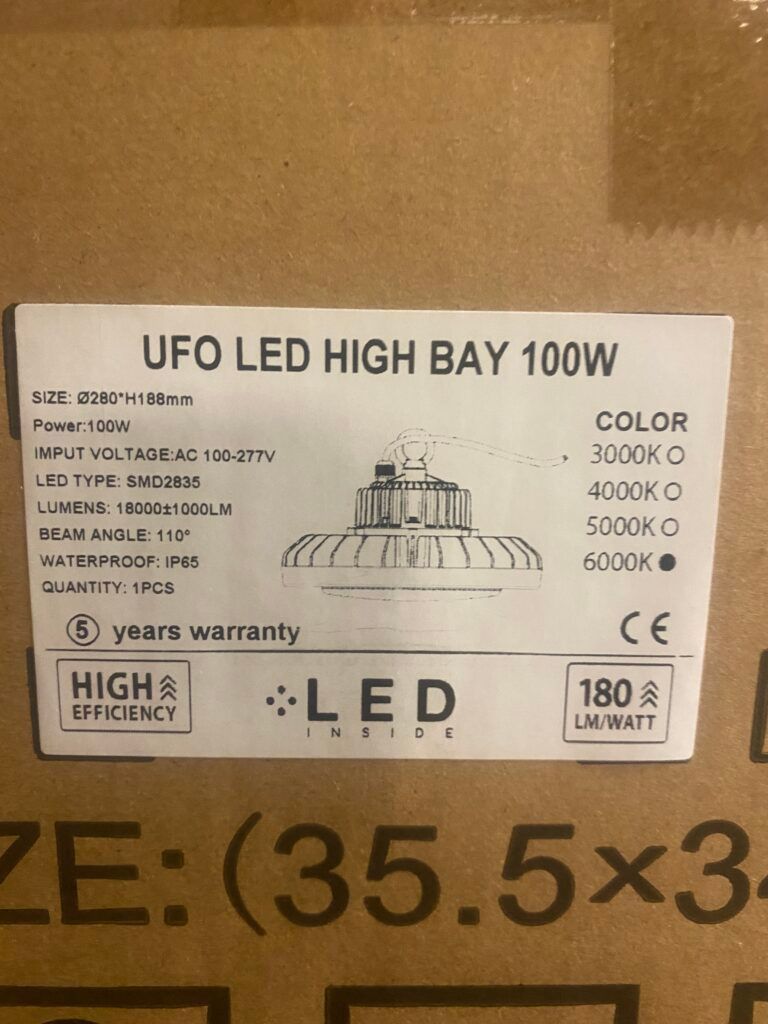 UFO LED HIGH BAY 100W
SIZE: Ø280*H188mm
Power:100W
IMPUT VOLTAGE:AC 100-277V
LED TYPE: SMD2835
LUMENS: 18000±1000LM
BEAM ANGLE: 110°
WATERPROOF: IP65
QUANTITY: 1PCS
COLOR
3000K
4000K
5000K
6000K
5 years warranty
CE
HIGH
EFFICIENCY
LED
INSIDE
180
LM/WATT
ZE:(35.5×34